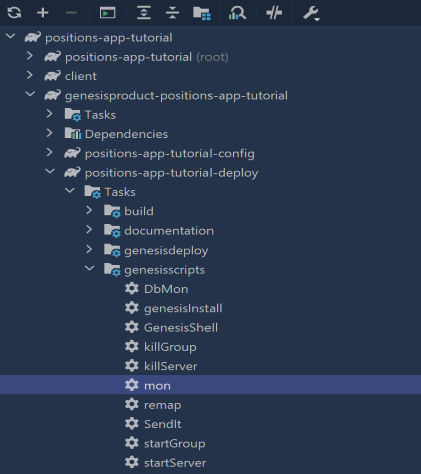 positions-app-tutorial
positions-app-tutorial (root)
client
genesisproduct-positions-app-tutorial
Tasks
Dependencies
positions-app-tutorial-config
positions-app-tutorial-deploy
Tasks
build
documentation
genesisdeploy
genesisscripts
DbMon
genesisInstall
GenesisShell
killGroup
killServer
mon
remap
SendIt
startGroup
startServer